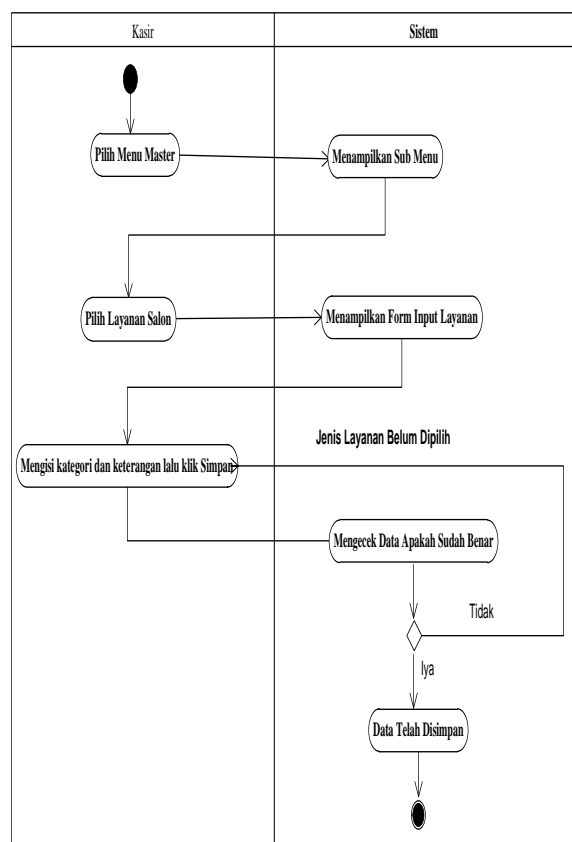 Kasir
Sistem
Pilih Menu Master
Menampilkan Sub Menu
Pilih Layanan Salon
Menampilkan Form Input Layanan
Jenis Layanan Belum Dipilih
Mengisi kategori dan keterangan lalu klik Simpan
Mengecek Data Apakah Sudah Benar
Tidak
Iya
Data Telah Disimpan